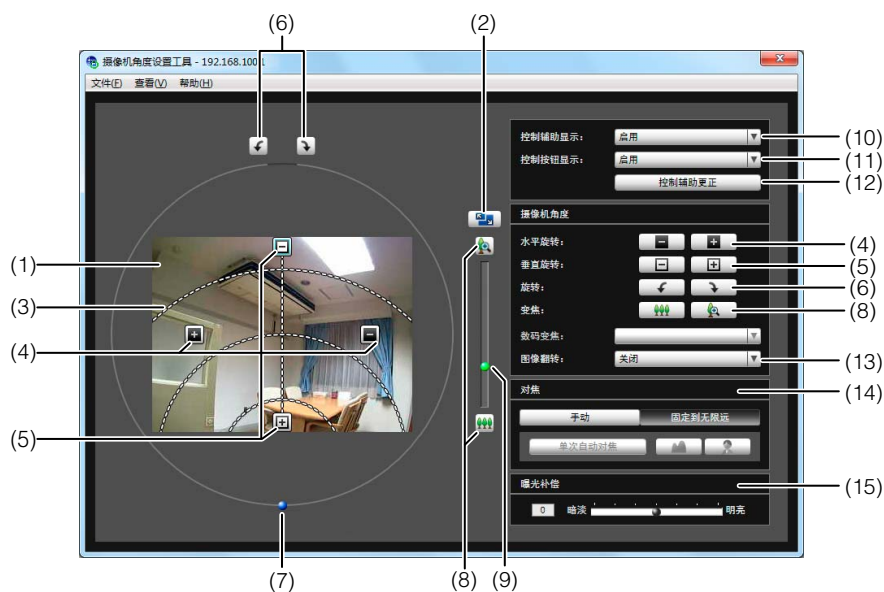 (6)
(2)
摄像机角度设置工具 - 192.168.100.1
文件(F) 查看(V) 帮助(H)
控制辅助显示: 启用
(10)
控制按钮显示: 启用
(11)
控制辅助更正
(12)
摄像机角度
(1)
水平旋转:
(4)
(3)
垂直旋转:
(5)
旋转:
(6)
(4)
变焦:
(8)
数码变焦:
图像翻转: 关闭
(13)
对焦
(14)
(5)
手动 固定到无限远
单次自动对焦
曝光补偿
(15)
0 暗淡 明亮
(7)
(8)
(9)